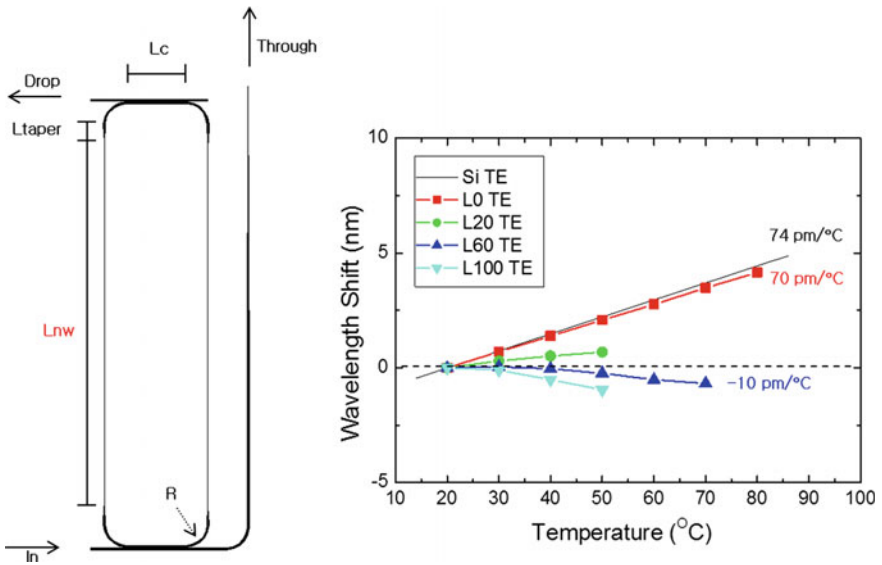 Lc
Through
Drop
Ltaper
Lnw
R
In
Si TE
L0 TE
L20 TE
L60 TE
L100 TE
74 pm/°C
70 pm/°C
−10 pm/°C
Wavelength Shift (nm)
10
5
0
-5
10 20 30 40 50 60 70 80 90 100
Temperature (°C)